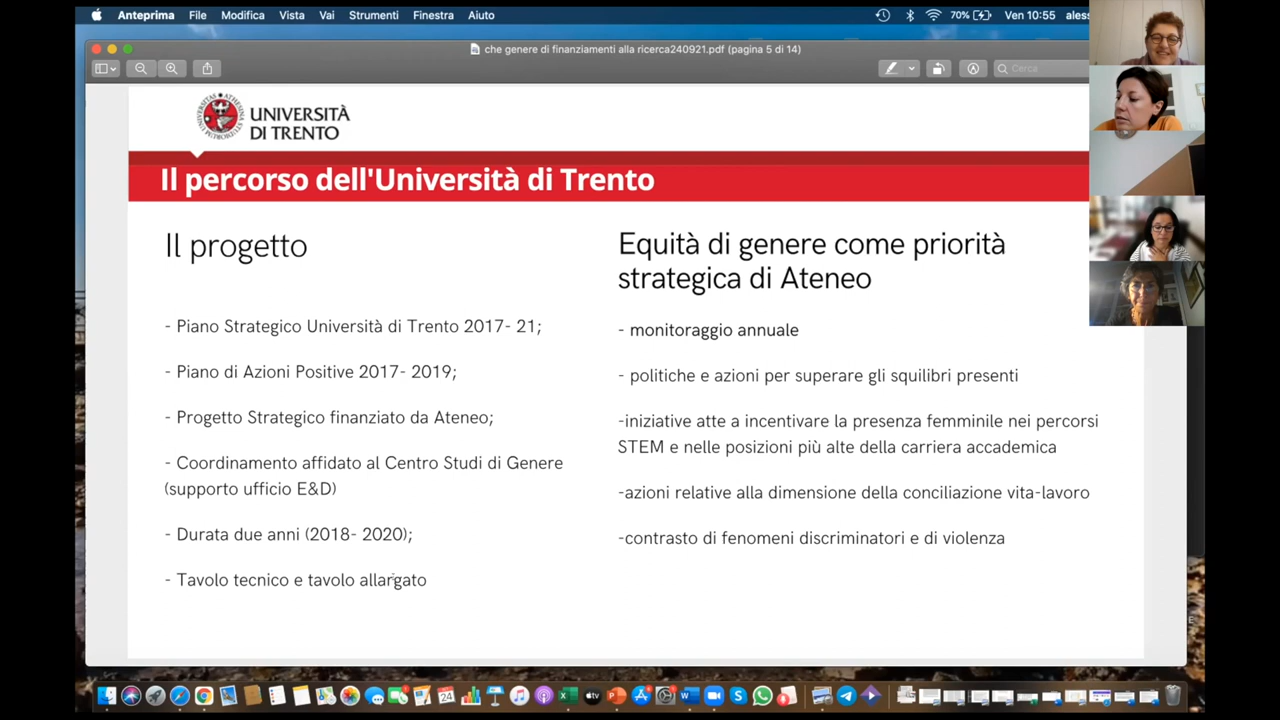 Anteprima File Modifica Vista Vai Strumenti Finestra Aiuto 70% Ven 10:55 aless
che genere di finanziamenti alla ricerca240921.pdf (pagina 5 di 14)
Cerca
UNIVERSITÀ
DI TRENTO
Il percorso dell'Università di Trento
Il progetto
- Piano Strategico Università di Trento 2017- 21;
- Piano di Azioni Positive 2017- 2019;
- Progetto Strategico finanziato da Ateneo;
- Coordinamento affidato al Centro Studi di Genere
(supporto ufficio E&D)
- Durata due anni (2018- 2020);
- Tavolo tecnico e tavolo allargato
Equità di genere come priorità
strategica di Ateneo
- monitoraggio annuale
- politiche e azioni per superare gli squilibri presenti
-iniziative atte a incentivare la presenza femminile nei percorsi
STEM e nelle posizioni più alte della carriera accademica
-azioni relative alla dimensione della conciliazione vita-lavoro
-contrasto di fenomeni discriminatori e di violenza